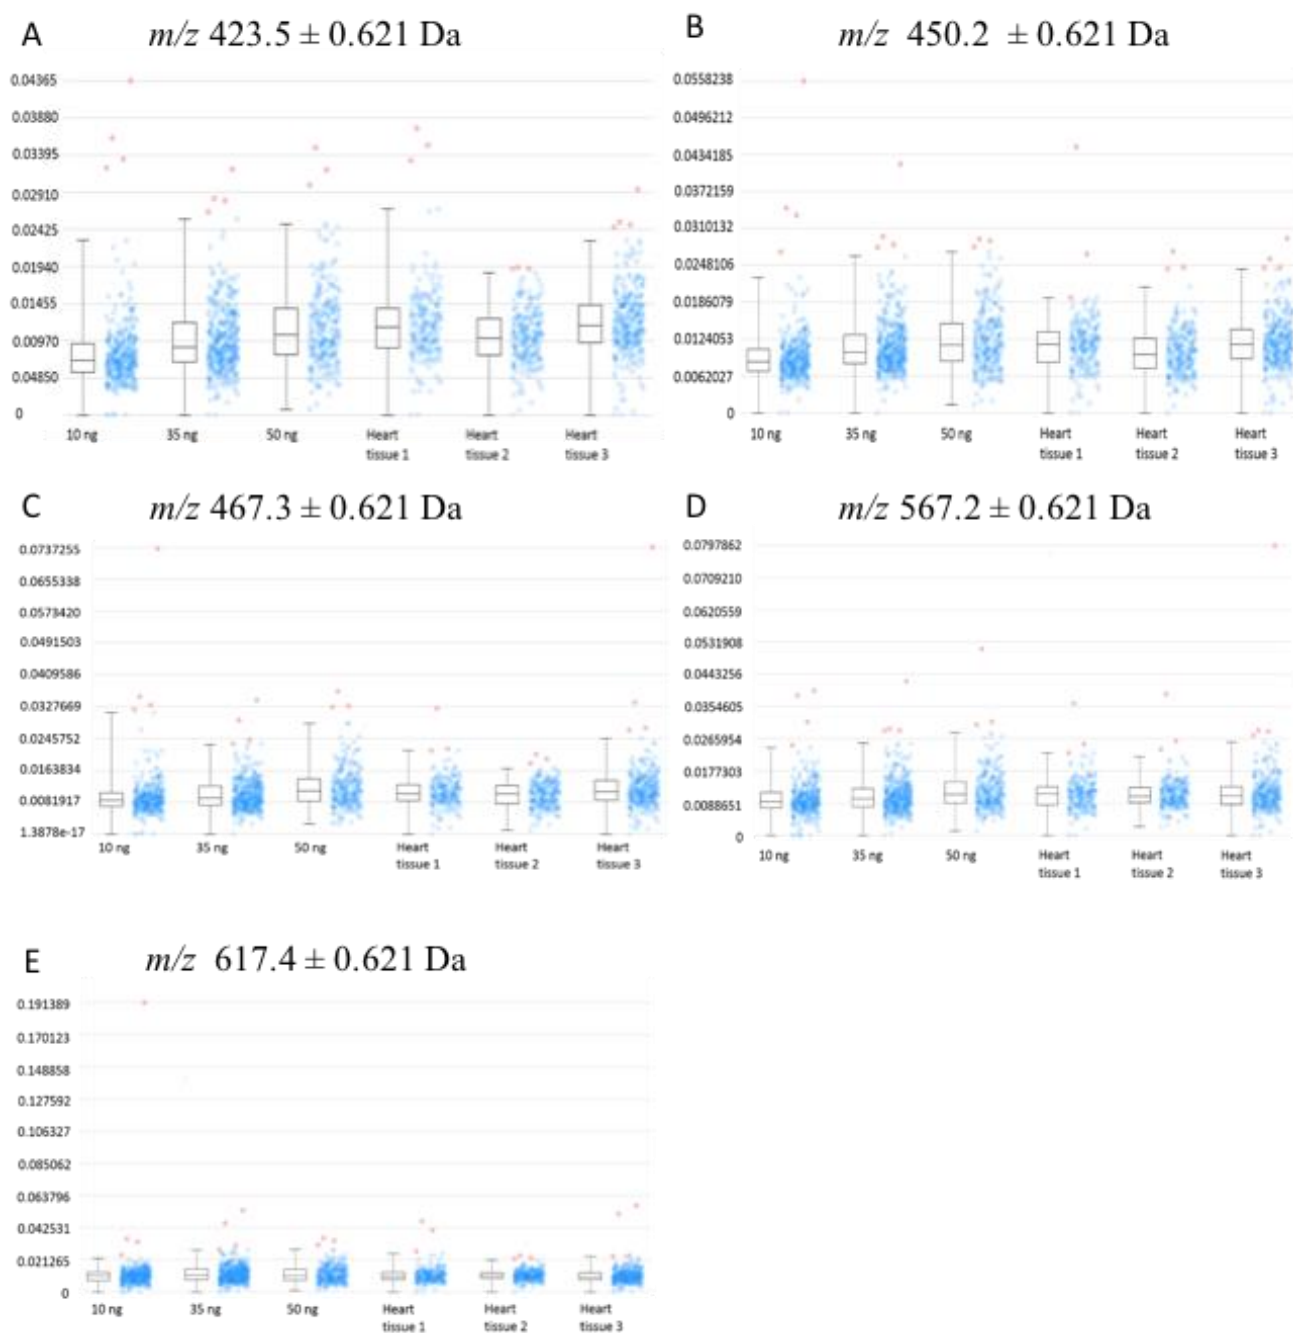 A
m/z 423.5 ± 0.621 Da
0.04365
0.03880
0.03395
0.02910
0.02425
0.01940
0.01455
0.00970
0.04850
0
10 ng
35 ng
50 ng
Heart
tissue 1
Heart
tissue 2
Heart
tissue 3
B
m/z 450.2 ± 0.621 Da
0.0558238
0.0496212
0.0434185
0.0372159
0.0310132
0.0248106
0.0186079
0.0124053
0.0062027
0
10 ng
35 ng
50 ng
Heart
tissue 1
Heart
tissue 2
Heart
tissue 3
C
m/z 467.3 ± 0.621 Da
0.0737255
0.0655338
0.0573420
0.0491503
0.0409586
0.0327669
0.0245752
0.0163834
0.0081917
1.3878e-17
10 ng
35 ng
50 ng
Heart
tissue 1
Heart
tissue 2
Heart
tissue 3
D
m/z 567.2 ± 0.621 Da
0.0797862
0.0709210
0.0620559
0.0531908
0.0443256
0.0354605
0.0265954
0.0177303
0.0088651
0
10 ng
35 ng
50 ng
Heart
tissue 1
Heart
tissue 2
Heart
tissue 3
E
m/z 617.4 ± 0.621 Da
0.191389
0.170123
0.148858
0.127592
0.106327
0.085062
0.063796
0.042531
0.021265
0
10 ng
35 ng
50 ng
Heart
tissue 1
Heart
tissue 2
Heart
tissue 3